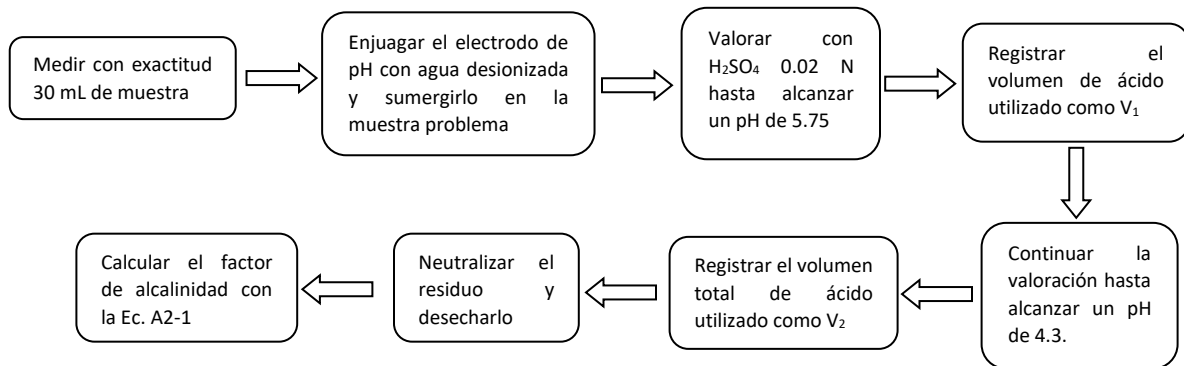 Medir con exactitud
30 mL de muestra
Enjuagar el electrodo de
pH con agua desionizada
y sumergirlo en la
muestra problema
Valorar con
H₂SO₄ 0.02 N
hasta alcanzar
un pH de 5.75
Registrar el
volumen de ácido
utilizado como V₁
Continuar la
valoración hasta
alcanzar un pH
de 4.3.
Registrar el volumen
total de ácido
utilizado como V₂
Neutralizar el
residuo y
desecharlo
Calcular el factor
de alcalinidad con
la Ec. A2-1